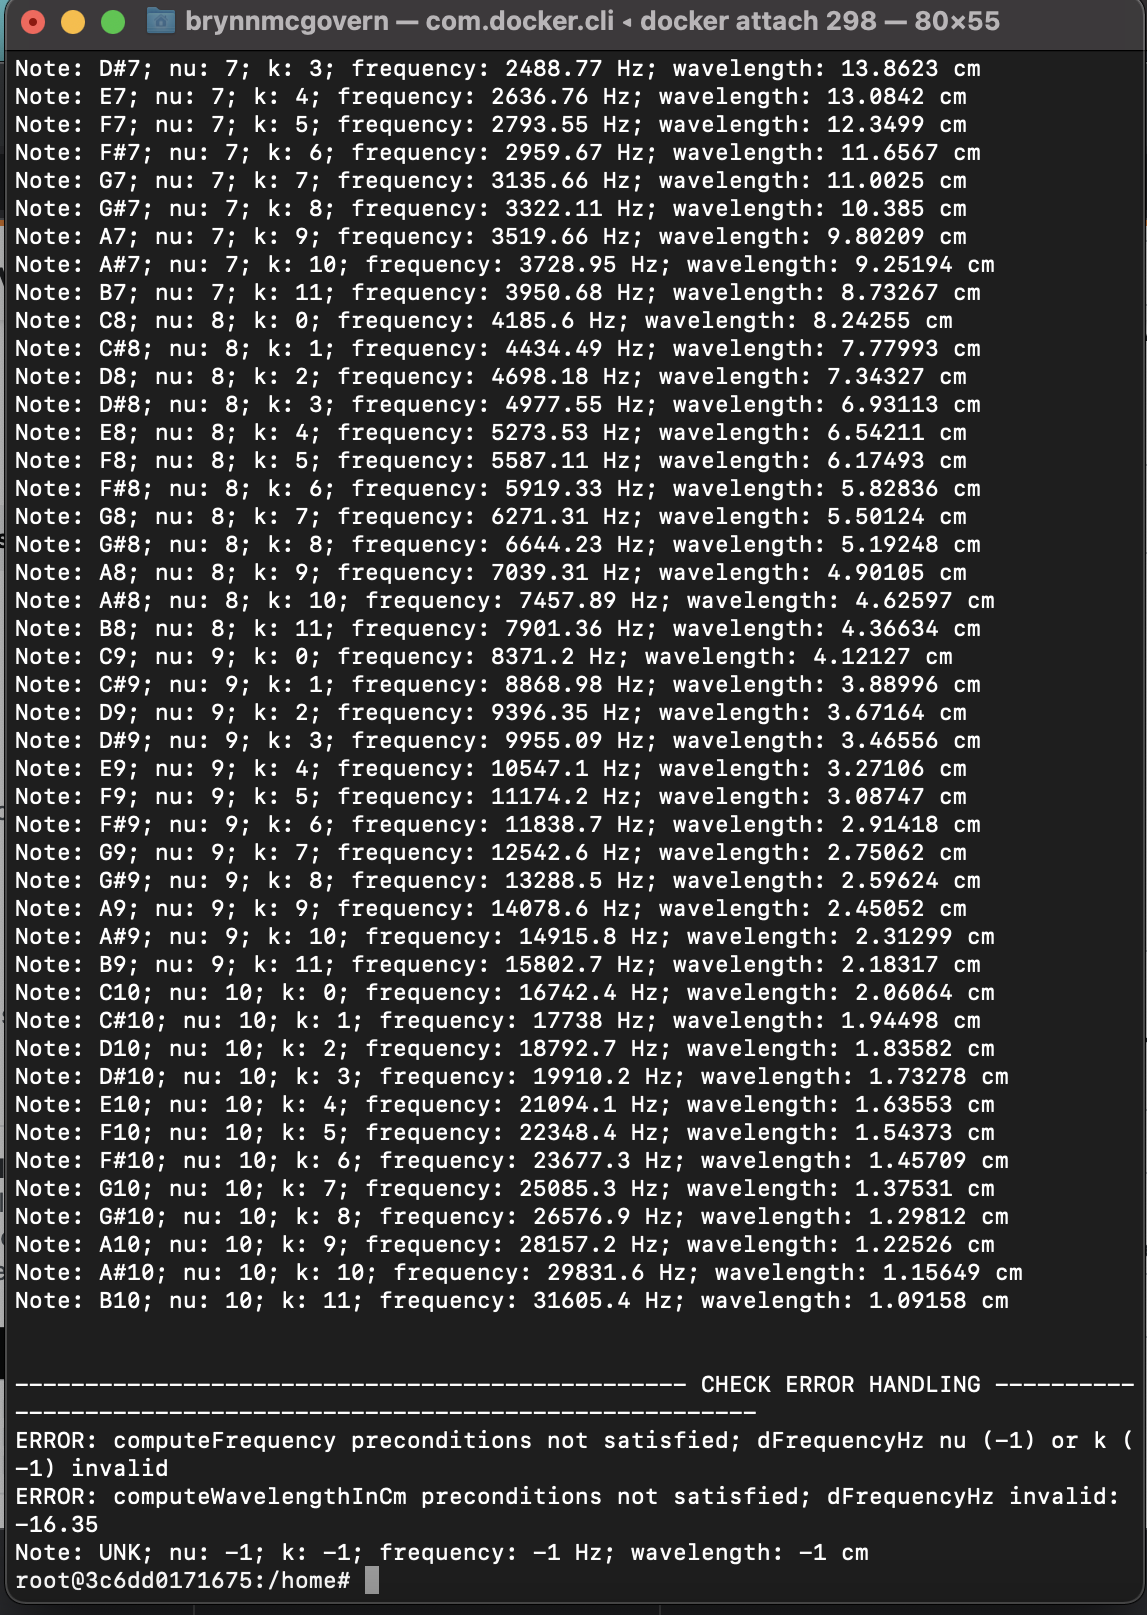 brynnmcgovern — com.docker.cli ◂ docker attach 298 — 80×55
Note: D#7; nu: 7; k: 3; frequency: 2488.77 Hz; wavelength: 13.8623 cm
Note: E7; nu: 7; k: 4; frequency: 2636.76 Hz; wavelength: 13.0842 cm
Note: F7; nu: 7; k: 5; frequency: 2793.55 Hz; wavelength: 12.3499 cm
Note: F#7; nu: 7; k: 6; frequency: 2959.67 Hz; wavelength: 11.6567 cm
Note: G7; nu: 7; k: 7; frequency: 3135.66 Hz; wavelength: 11.0025 cm
Note: G#7; nu: 7; k: 8; frequency: 3322.11 Hz; wavelength: 10.385 cm
Note: A7; nu: 7; k: 9; frequency: 3519.66 Hz; wavelength: 9.80209 cm
Note: A#7; nu: 7; k: 10; frequency: 3728.95 Hz; wavelength: 9.25194 cm
Note: B7; nu: 7; k: 11; frequency: 3950.68 Hz; wavelength: 8.73267 cm
Note: C8; nu: 8; k: 0; frequency: 4185.6 Hz; wavelength: 8.24255 cm
Note: C#8; nu: 8; k: 1; frequency: 4434.49 Hz; wavelength: 7.77993 cm
Note: D8; nu: 8; k: 2; frequency: 4698.18 Hz; wavelength: 7.34327 cm
Note: D#8; nu: 8; k: 3; frequency: 4977.55 Hz; wavelength: 6.93113 cm
Note: E8; nu: 8; k: 4; frequency: 5273.53 Hz; wavelength: 6.54211 cm
Note: F8; nu: 8; k: 5; frequency: 5587.11 Hz; wavelength: 6.17493 cm
Note: F#8; nu: 8; k: 6; frequency: 5919.33 Hz; wavelength: 5.82836 cm
Note: G8; nu: 8; k: 7; frequency: 6271.31 Hz; wavelength: 5.50124 cm
Note: G#8; nu: 8; k: 8; frequency: 6644.23 Hz; wavelength: 5.19248 cm
Note: A8; nu: 8; k: 9; frequency: 7039.31 Hz; wavelength: 4.90105 cm
Note: A#8; nu: 8; k: 10; frequency: 7457.89 Hz; wavelength: 4.62597 cm
Note: B8; nu: 8; k: 11; frequency: 7901.36 Hz; wavelength: 4.36634 cm
Note: C9; nu: 9; k: 0; frequency: 8371.2 Hz; wavelength: 4.12127 cm
Note: C#9; nu: 9; k: 1; frequency: 8868.98 Hz; wavelength: 3.88996 cm
Note: D9; nu: 9; k: 2; frequency: 9396.35 Hz; wavelength: 3.67164 cm
Note: D#9; nu: 9; k: 3; frequency: 9955.09 Hz; wavelength: 3.46556 cm
Note: E9; nu: 9; k: 4; frequency: 10547.1 Hz; wavelength: 3.27106 cm
Note: F9; nu: 9; k: 5; frequency: 11174.2 Hz; wavelength: 3.08747 cm
Note: F#9; nu: 9; k: 6; frequency: 11838.7 Hz; wavelength: 2.91418 cm
Note: G9; nu: 9; k: 7; frequency: 12542.6 Hz; wavelength: 2.75062 cm
Note: G#9; nu: 9; k: 8; frequency: 13288.5 Hz; wavelength: 2.59624 cm
Note: A9; nu: 9; k: 9; frequency: 14078.6 Hz; wavelength: 2.45052 cm
Note: A#9; nu: 9; k: 10; frequency: 14915.8 Hz; wavelength: 2.31299 cm
Note: B9; nu: 9; k: 11; frequency: 15802.7 Hz; wavelength: 2.18317 cm
Note: C10; nu: 10; k: 0; frequency: 16742.4 Hz; wavelength: 2.06064 cm
Note: C#10; nu: 10; k: 1; frequency: 17738 Hz; wavelength: 1.94498 cm
Note: D10; nu: 10; k: 2; frequency: 18792.7 Hz; wavelength: 1.83582 cm
Note: D#10; nu: 10; k: 3; frequency: 19910.2 Hz; wavelength: 1.73278 cm
Note: E10; nu: 10; k: 4; frequency: 21094.1 Hz; wavelength: 1.63553 cm
Note: F10; nu: 10; k: 5; frequency: 22348.4 Hz; wavelength: 1.54373 cm
Note: F#10; nu: 10; k: 6; frequency: 23677.3 Hz; wavelength: 1.45709 cm
Note: G10; nu: 10; k: 7; frequency: 25085.3 Hz; wavelength: 1.37531 cm
Note: G#10; nu: 10; k: 8; frequency: 26576.9 Hz; wavelength: 1.29812 cm
Note: A10; nu: 10; k: 9; frequency: 28157.2 Hz; wavelength: 1.22526 cm
Note: A#10; nu: 10; k: 10; frequency: 29831.6 Hz; wavelength: 1.15649 cm
Note: B10; nu: 10; k: 11; frequency: 31605.4 Hz; wavelength: 1.09158 cm
------------------------------------------------ CHECK ERROR HANDLING ----------
-----------------------------------------------------
ERROR: computeFrequency preconditions not satisfied; dFrequencyHz nu (-1) or k (
-1) invalid
ERROR: computeWavelengthInCm preconditions not satisfied; dFrequencyHz invalid:
-16.35
Note: UNK; nu: -1; k: -1; frequency: -1 Hz; wavelength: -1 cm
root@3c6dd0171675:/home#